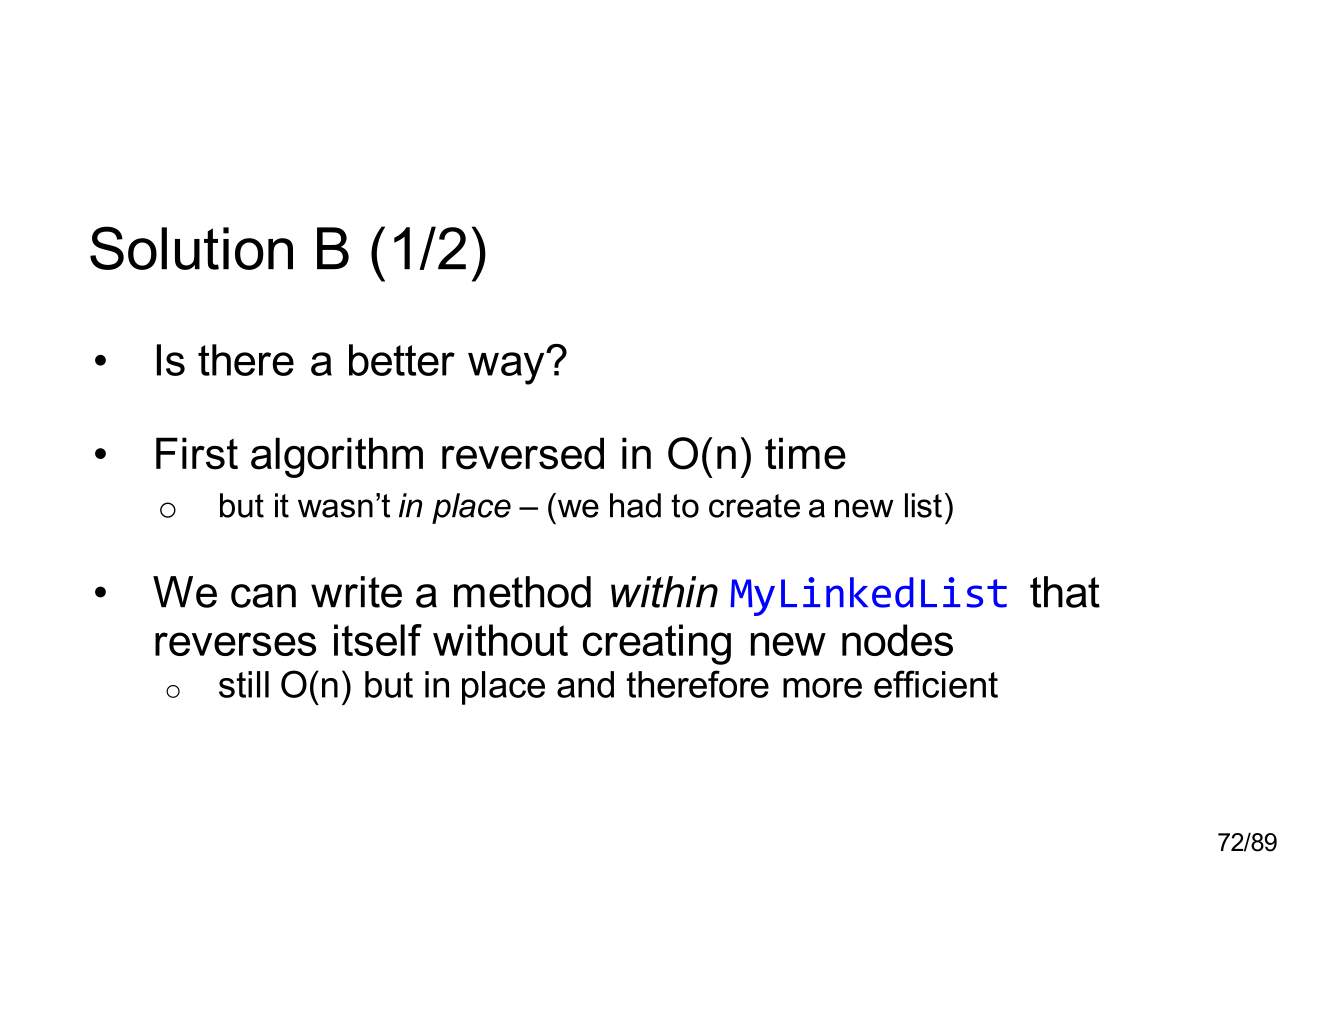 Solution B (1/2)
• Is there a better way?
• First algorithm reversed in O(n) time
o but it wasn’t in place – (we had to create a new list)
• We can write a method within MyLinkedList that
reverses itself without creating new nodes
o still O(n) but in place and therefore more efficient
72/89